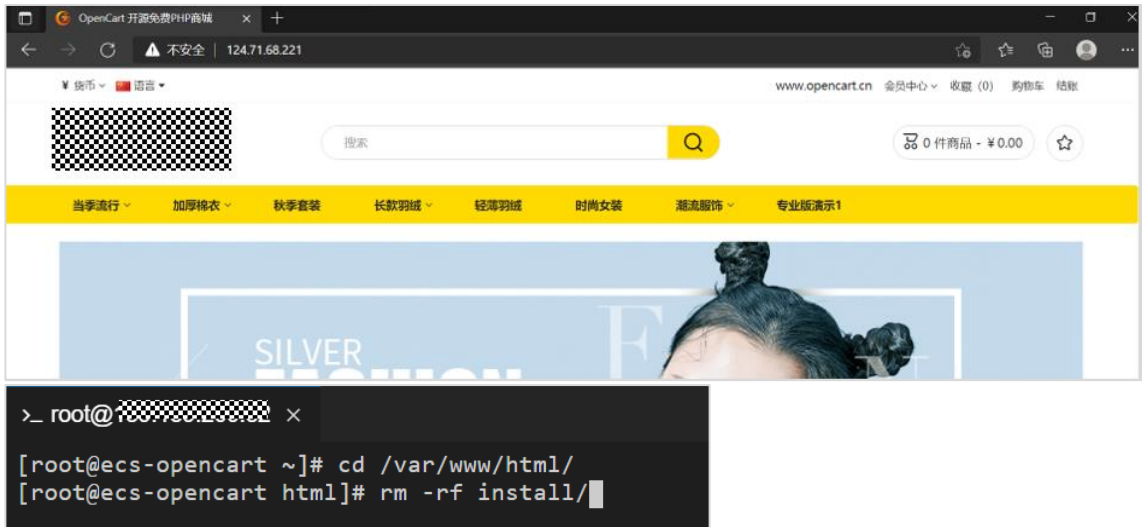 OpenCart 开源免费PHP商城
不安全 | 124.71.68.221
¥ 货币 语言 www.opencart.cn 会员中心 收藏 (0) 购物车 结账
搜索 0 件商品 - ¥0.00
当季流行 加厚棉衣 秋季套装 长款羽绒 轻薄羽绒 时尚女装 潮流服饰 专业版演示1
SILVER
>_ root@
[root@ecs-opencart ~]# cd /var/www/html/
[root@ecs-opencart html]# rm -rf install/